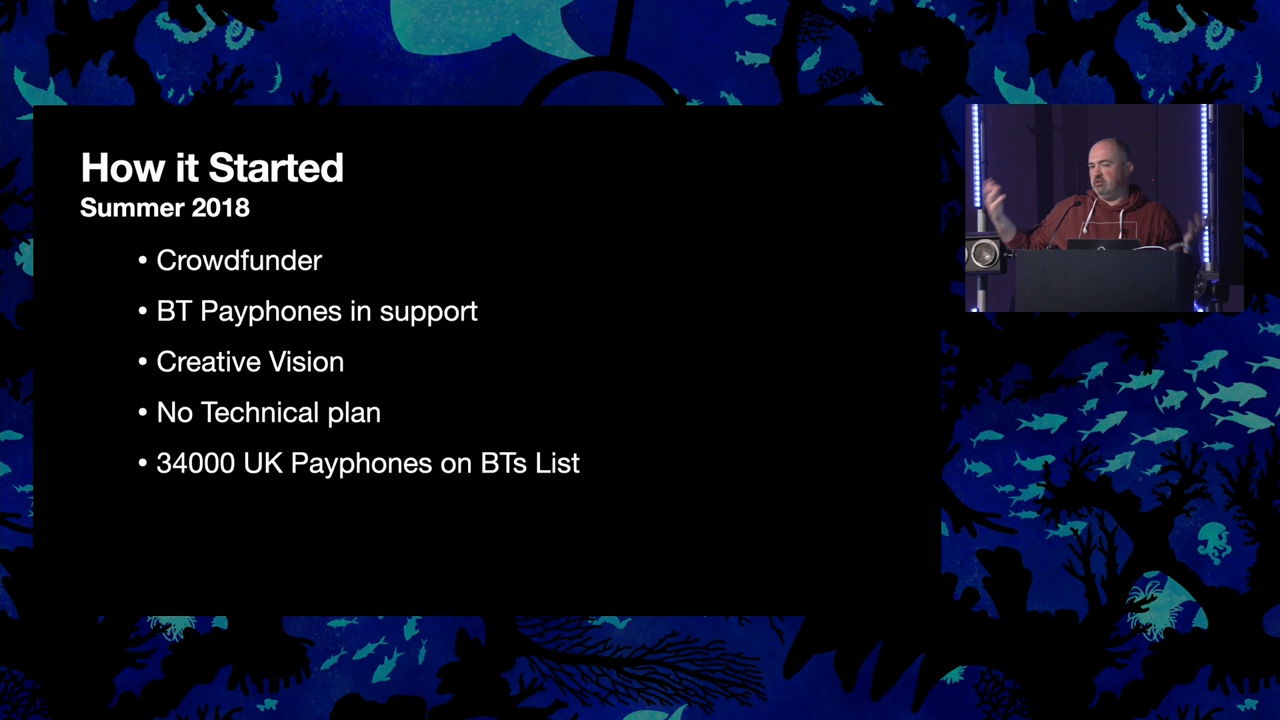 How it Started
Summer 2018
• Crowdfunder
• BT Payphones in support
• Creative Vision
• No Technical plan
• 34000 UK Payphones on BTs List